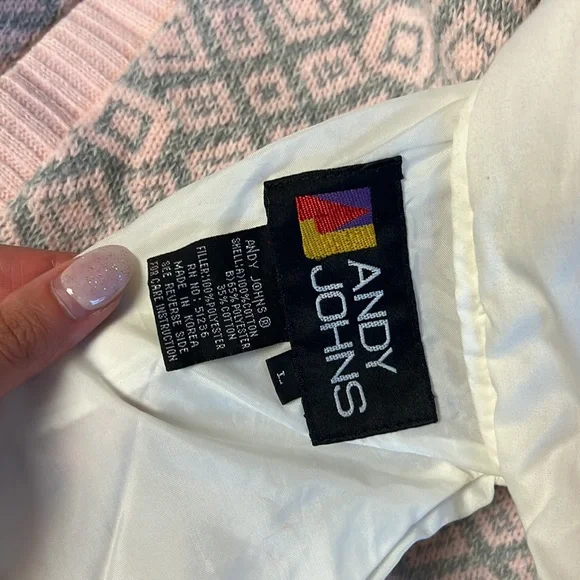 ANDY JOHNS ®
SHELL:A)100%COTTON
B)65%POLYESTER
35%COTTON
FILLER:100%POLYESTER
RN NO: 51236
MADE IN KOREA
SEE REVERSE SIDE
FOR CARE INSTRUCTION
L
ANDY
JOHNS